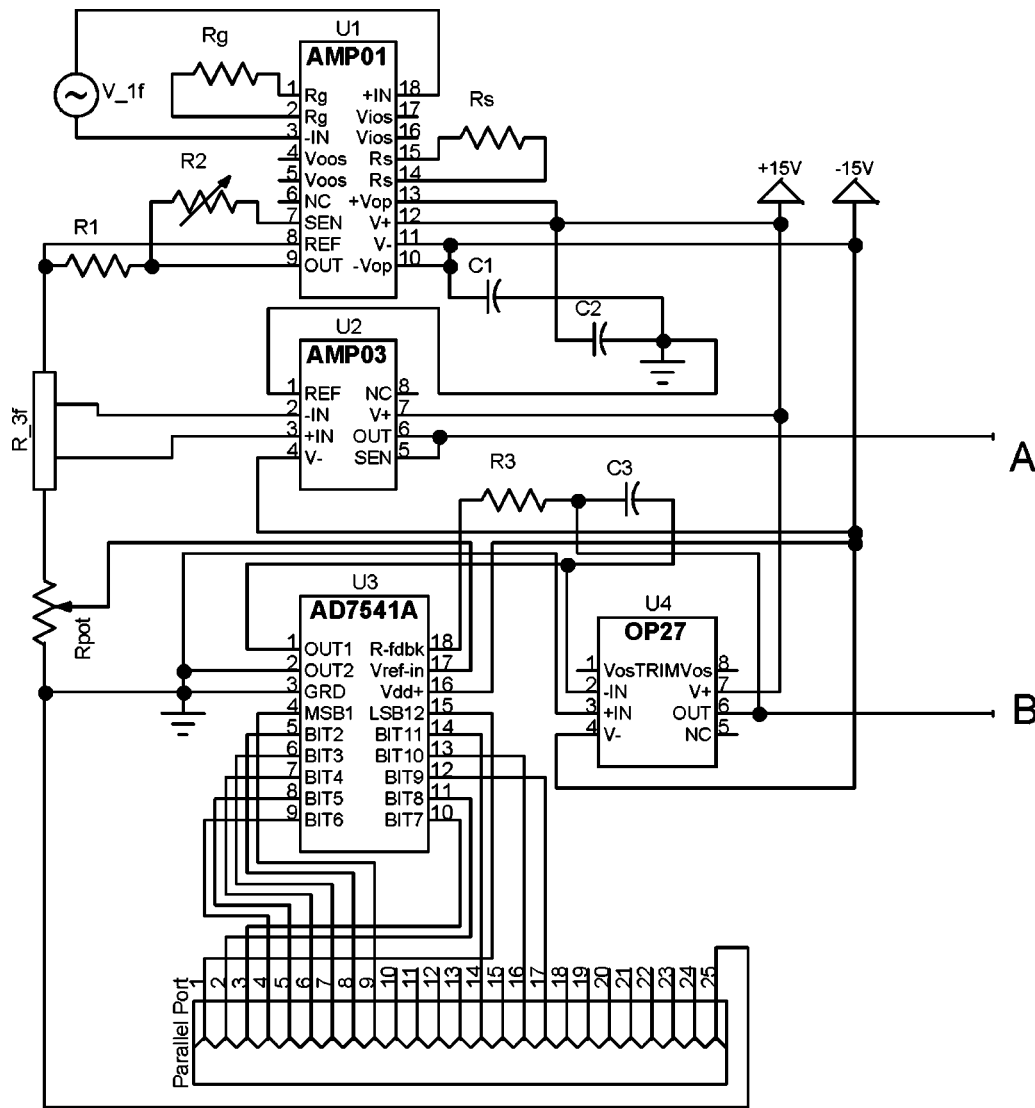 U1
AMP01
Rg
V_1f
1 Rg +IN 18
2 Rg Vios 17
3 -IN Vios 16
4 Voos Rs 15
5 Voos Rs 14
6 NC +Vop 13
7 SEN V+ 12
8 REF V- 11
9 OUT -Vop 10
Rs
R2
R1
+15V
-15V
C1
C2
U2
AMP03
1 REF NC 8
2 -IN V+ 7
3 +IN OUT 6
4 V- SEN 5
R_3f
A
R3
C3
Rpot
U3
AD7541A
1 OUT1 R-fdbk 18
2 OUT2 Vref-in 17
3 GRD Vdd+ 16
4 MSB1 LSB12 15
5 BIT2 BIT11 14
6 BIT3 BIT10 13
7 BIT4 BIT9 12
8 BIT5 BIT8 11
9 BIT6 BIT7 10
U4
OP27
1 VosTRIMVos 8
2 -IN V+ 7
3 +IN OUT 6
4 V- NC 5
B
Parallel Port
1 2 3 4 5 6 7 8 9 10 11 12 13 14 15 16 17 18 19 20 21 22 23 24 25